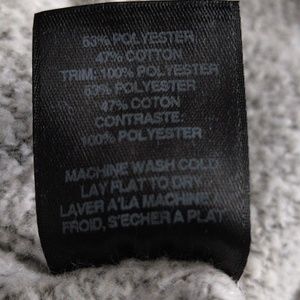 53% POLYESTER
47% COTTON
TRIM: 100% POLYESTER
53% POLYESTER
47% COTON
CONTRASTE:
100% POLYESTER
MACHINE WASH COLD
LAY FLAT TO DRY
LAVER A'LA MACHINE
FROID, S'ECHER A PLAT